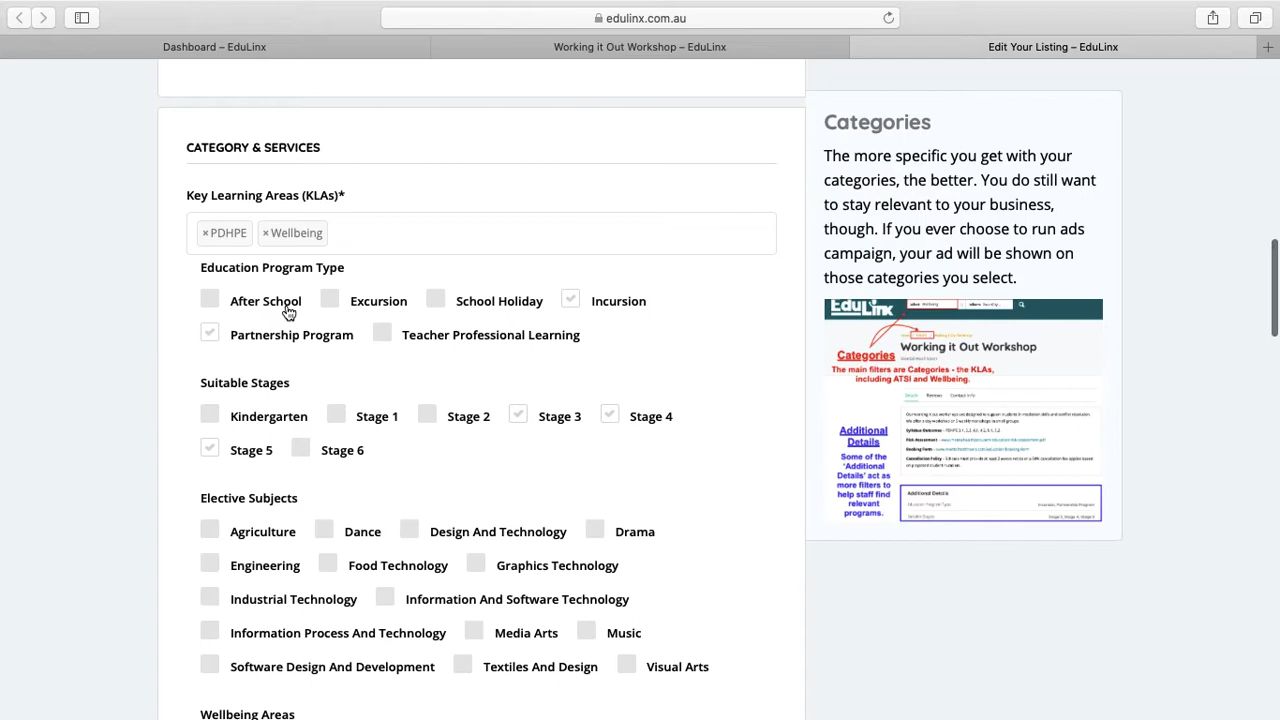 edulinx.com.au
Dashboard – EduLinx
Working it Out Workshop – EduLinx
Edit Your Listing – EduLinx
CATEGORY & SERVICES
Key Learning Areas (KLAs)*
× PDHPE × Wellbeing
Education Program Type
After School Excursion School Holiday Incursion
Partnership Program Teacher Professional Learning
Suitable Stages
Kindergarten Stage 1 Stage 2 Stage 3 Stage 4
Stage 5 Stage 6
Elective Subjects
Agriculture Dance Design And Technology Drama
Engineering Food Technology Graphics Technology
Industrial Technology Information And Software Technology
Information Process And Technology Media Arts Music
Software Design And Development Textiles And Design Visual Arts
Wellbeing Areas
Categories
The more specific you get with your
categories, the better. You do still want
to stay relevant to your business,
though. If you ever choose to run ads
campaign, your ad will be shown on
those categories you select.
EduLinx
Working it Out Workshop
Categories
The main filters are Categories - the KLAs,
including ATSI and Wellbeing.
Details Reviews Contact Info
Additional
Details
Some of the
'Additional
Details' act as
more filters to
help staff find
relevant
programs.
Additional Details